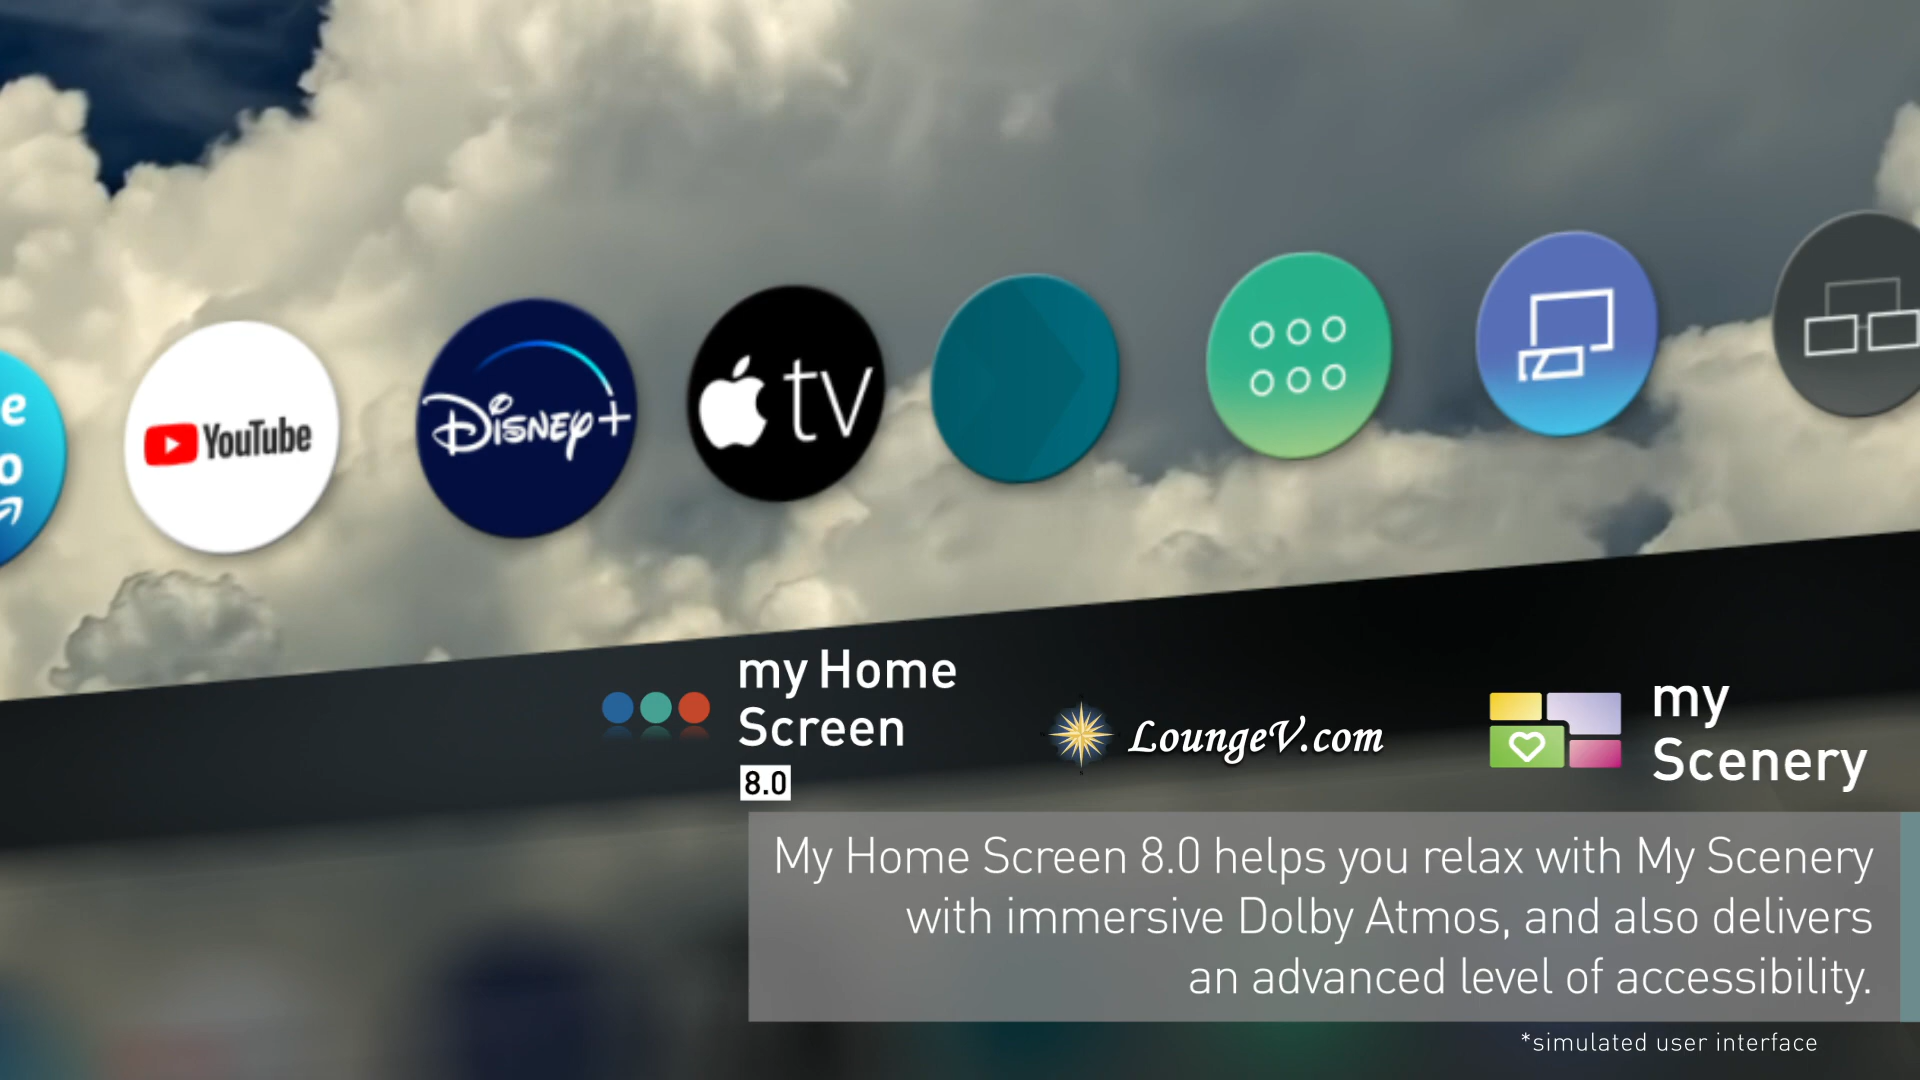 e
o
YouTube
Disney+
tv
my Home
Screen
8.0
LoungeV.com
my
Scenery
My Home Screen 8.0 helps you relax with My Scenery
with immersive Dolby Atmos, and also delivers
an advanced level of accessibility.
*simulated user interface